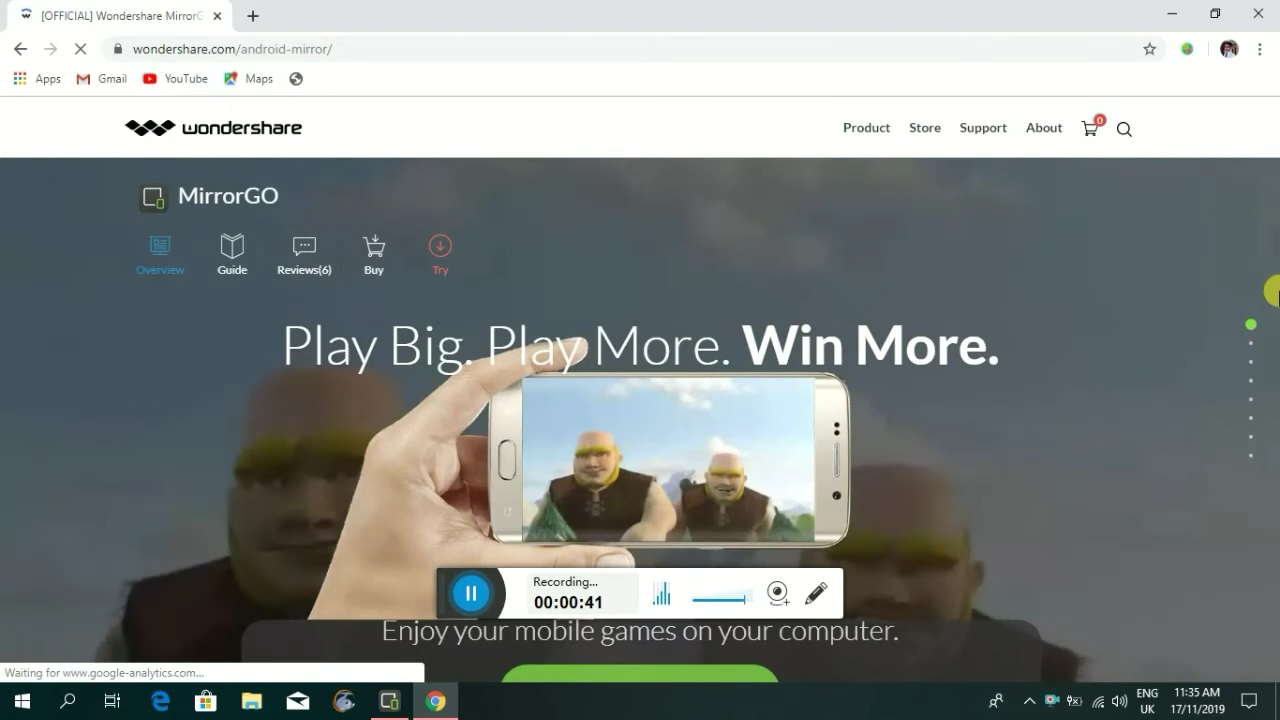 [OFFICIAL] Wondershare MirrorG
wondershare.com/android-mirror/
Apps Gmail YouTube Maps
wondershare
Product Store Support About 0
MirrorGO
Overview Guide Reviews(6) Buy Try
Play Big. Play More. Win More.
Recording...
00:00:41
Enjoy your mobile games on your computer.
Waiting for www.google-analytics.com...
ENG 11:35 AM
UK 17/11/2019